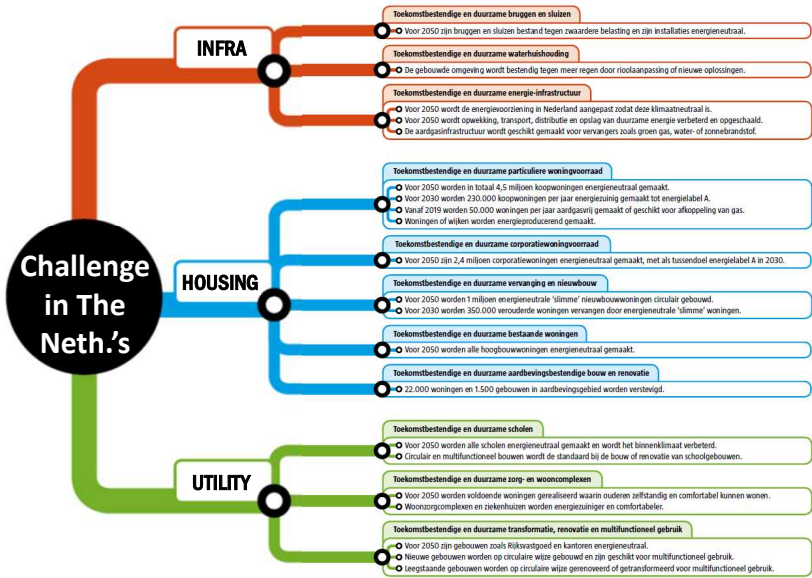 Challenge
in The
Neth.'s
INFRA
Toekomstbestendige en duurzame bruggen en sluizen
Voor 2050 zijn bruggen en sluizen bestand tegen zwaardere belasting en zijn installaties energieneutraal.
Toekomstbestendige en duurzame waterhuishouding
De gebouwde omgeving wordt bestendig tegen meer regen door rioolaanpassing of nieuwe oplossingen.
Toekomstbestendige en duurzame energie-infrastructuur
Voor 2050 wordt de energievoorziening in Nederland aangepast zodat deze klimaatneutraal is.
Voor 2050 wordt opwekking, transport, distributie en opslag van duurzame energie verbeterd en opgeschaald.
De aardgasinfrastructuur wordt geschikt gemaakt voor vervangers zoals groen gas, water- of zonnebrandstof.
HOUSING
Toekomstbestendige en duurzame particuliere woningvoorraad
Voor 2050 worden in totaal 4,5 miljoen koopwoningen energieneutraal gemaakt.
Voor 2030 worden 230.000 koopwoningen per jaar energiezuinig gemaakt tot energielabel A.
Vanaf 2019 worden 50.000 woningen per jaar aardgasvrij gemaakt of geschikt voor afkoppeling van gas.
Woningen of wijken worden energieproducerend gemaakt.
Toekomstbestendige en duurzame corporatiewoningvoorraad
Voor 2050 zijn 2,4 miljoen corporatiewoningen energieneutraal gemaakt, met als tussendoel energielabel A in 2030.
Toekomstbestendige en duurzame vervanging en nieuwbouw
Voor 2050 worden 1 miljoen energieneutrale 'slimme' nieuwbouwwoningen circulair gebouwd.
Voor 2030 worden 350.000 verouderde woningen vervangen door energieneutrale 'slimme' woningen.
Toekomstbestendige en duurzame bestaande woningen
Voor 2050 worden alle hoogbouwwoningen energieneutraal gemaakt.
Toekomstbestendige en duurzame aardbevingsbestendige bouw en renovatie
22.000 woningen en 1.500 gebouwen in aardbevingsgebied worden verstevigd.
UTILITY
Toekomstbestendige en duurzame scholen
Voor 2050 worden alle scholen energieneutraal gemaakt en wordt het binnenklimaat verbeterd.
Circulair en multifunctioneel bouwen wordt de standaard bij de bouw of renovatie van schoolgebouwen.
Toekomstbestendige en duurzame zorg- en wooncomplexen
Voor 2050 worden voldoende woningen gerealiseerd waarin ouderen zelfstandig en comfortabel kunnen wonen.
Woonzorgcomplexen en ziekenhuizen worden energiezuiniger en comfortabeler.
Toekomstbestendige en duurzame transformatie, renovatie en multifunctioneel gebruik
Voor 2050 zijn gebouwen zoals Rijksvastgoed en kantoren energieneutraal.
Nieuwe gebouwen worden op circulaire wijze gebouwd en zijn geschikt voor multifunctioneel gebruik.
Leegstaande gebouwen worden op circulaire wijze gerenoveerd of getransformeerd voor multifunctioneel gebruik.